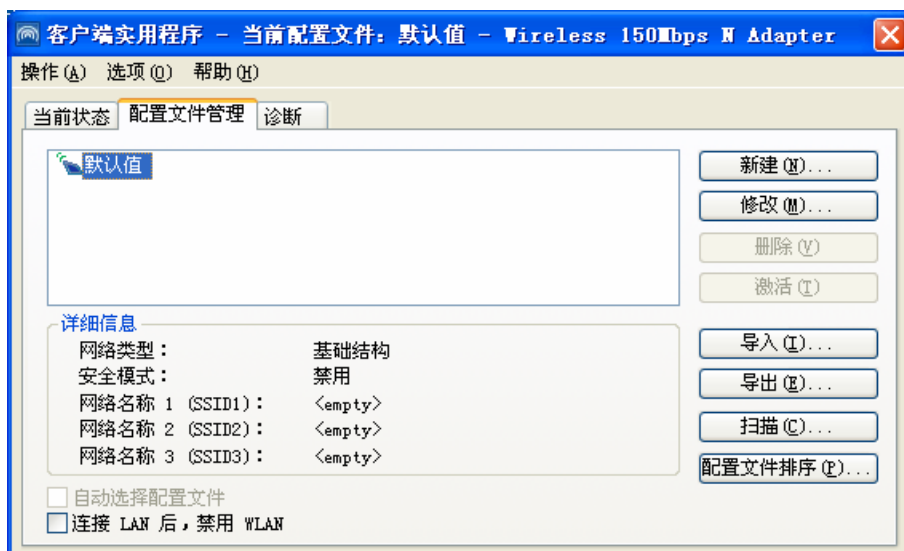 客户端实用程序 - 当前配置文件: 默认值 - Wireless 150Mbps N Adapter
操作(A) 选项(O) 帮助(H)
当前状态 配置文件管理 诊断
默认值
新建(N)...
修改(M)...
删除(V)
激活(T)
详细信息
网络类型： 基础结构
安全模式： 禁用
网络名称 1 (SSID1)： <empty>
网络名称 2 (SSID2)： <empty>
网络名称 3 (SSID3)： <empty>
导入(I)...
导出(E)...
扫描(C)...
配置文件排序(P)...
自动选择配置文件
连接 LAN 后，禁用 WLAN